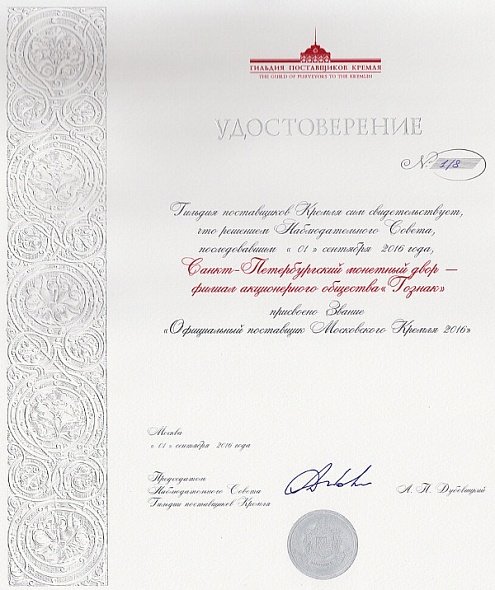 ГИЛЬДИЯ ПОСТАВЩИКОВ КРЕМЛЯ
THE GUILD OF PURVEYORS TO THE KREMLIN
УДОСТОВЕРЕНИЕ
№ 1/8
Гильдия поставщиков Кремля сим свидетельствует,
что решением Наблюдательного Совета,
последовавшим « 01 » сентября 2016 года,
Санкт-Петербургский монетный двор —
филиал акционерного общества «Гознак»
присвоено Звание
«Официальный поставщик Московского Кремля 2016»
Москва
« 01 » сентября 2016 года
Председатель
Наблюдательного Совета
Гильдии поставщиков Кремля
А. П. Дубовицкий